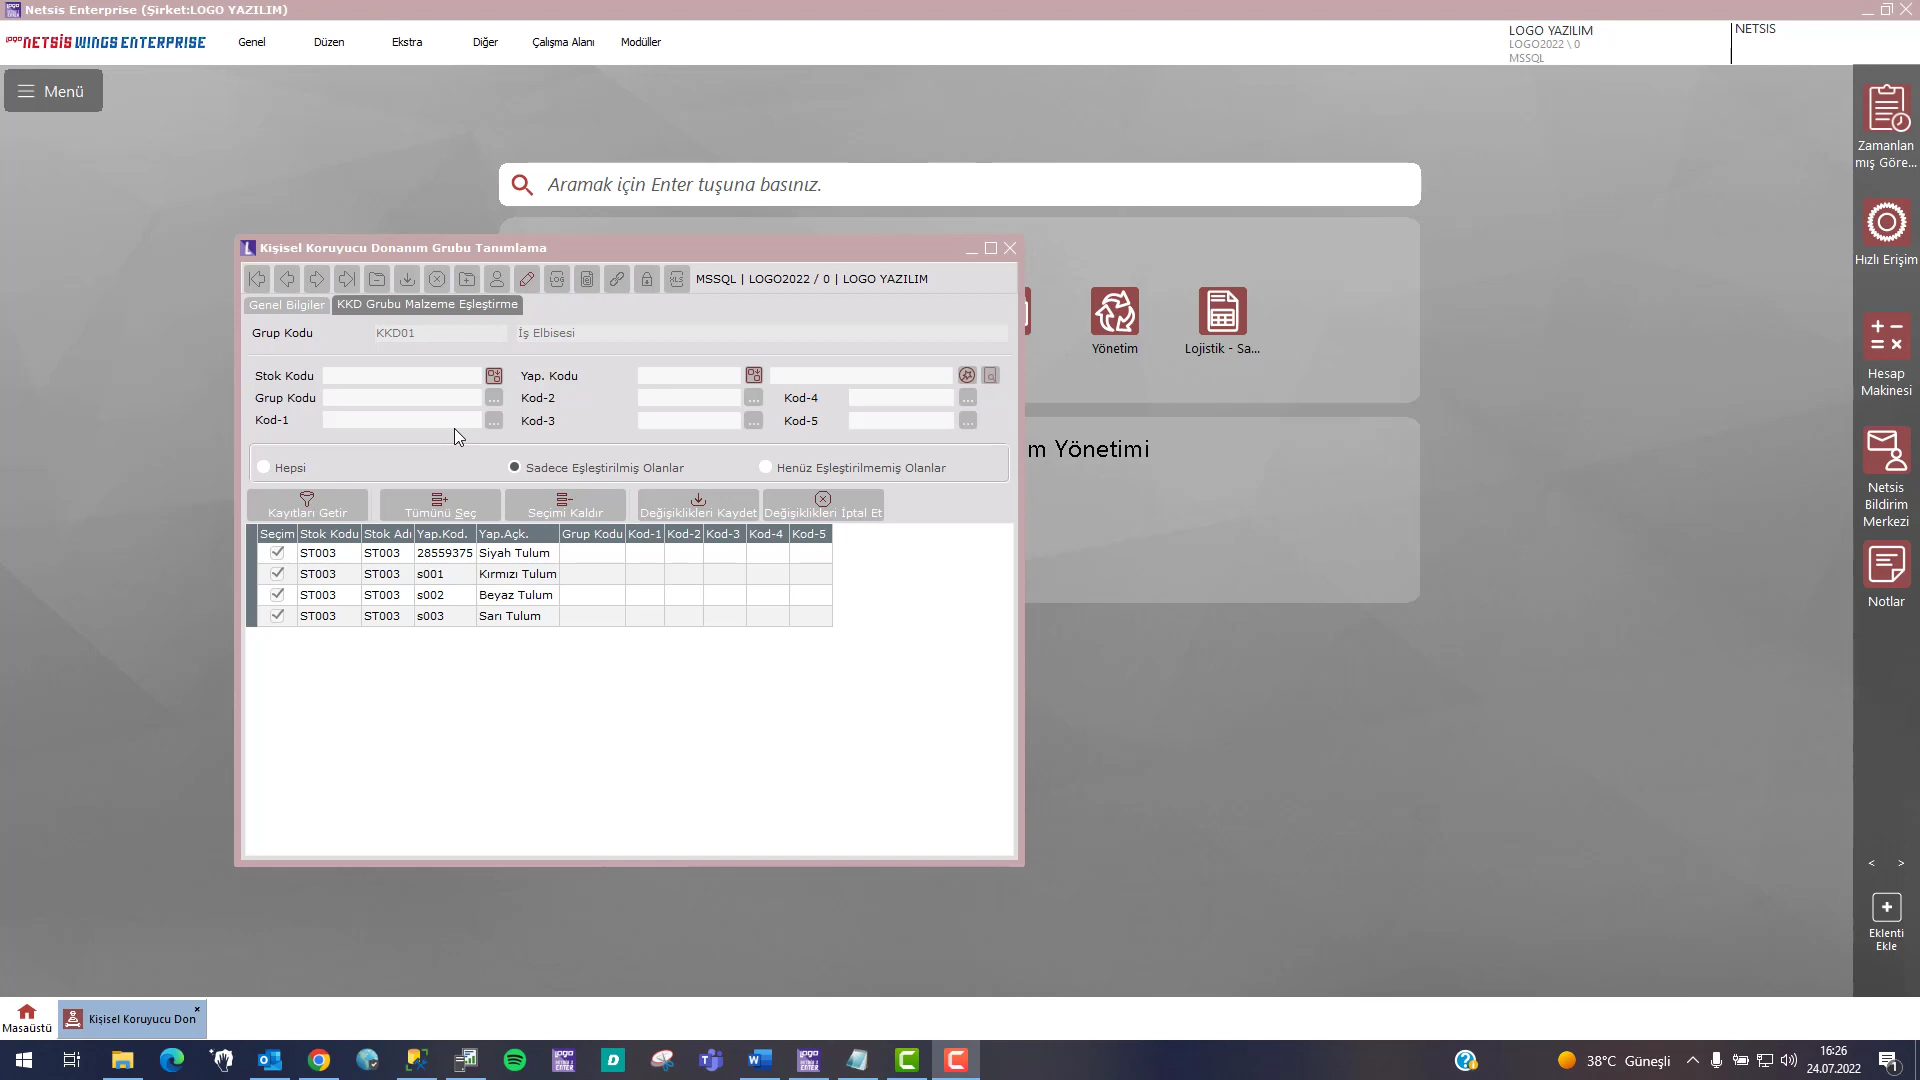 Netsis Enterprise (Şirket:LOGO YAZILIM)
LOGO NETSİS WINGS ENTERPRISE
Genel Düzen Ekstra Diğer Çalışma Alanı Modüller
LOGO YAZILIM
LOGO2022 \ 0
MSSQL
NETSIS
Menü
Aramak için Enter tuşuna basınız.
Yönetim
Lojistik - Sa...
m Yönetimi
Kişisel Koruyucu Donanım Grubu Tanımlama
MSSQL | LOGO2022 / 0 | LOGO YAZILIM
Genel Bilgiler KKD Grubu Malzeme Eşleştirme
Grup Kodu KKD01 İş Elbisesi
Stok Kodu Yap. Kodu
Grup Kodu Kod-2 Kod-4
Kod-1 Kod-3 Kod-5
Hepsi Sadece Eşleştirilmiş Olanlar Henüz Eşleştirilmemiş Olanlar
Kayıtları Getir Tümünü Seç Seçimi Kaldır Değişiklikleri Kaydet Değişiklikleri İptal Et
Seçim Stok Kodu Stok Adı Yap.Kod. Yap.Açk. Grup Kodu Kod-1 Kod-2 Kod-3 Kod-4 Kod-5
ST003 ST003 28559375 Siyah Tulum
ST003 ST003 s001 Kırmızı Tulum
ST003 ST003 s002 Beyaz Tulum
ST003 ST003 s003 Sarı Tulum
Zamanlan
mış Göre...
Hızlı Erişim
Hesap
Makinesi
Netsis
Bildirim
Merkezi
Notlar
< >
Eklenti
Ekle
Masaüstü
Kişisel Koruyucu Don x
38°C Güneşli
16:26
24.07.2022
1